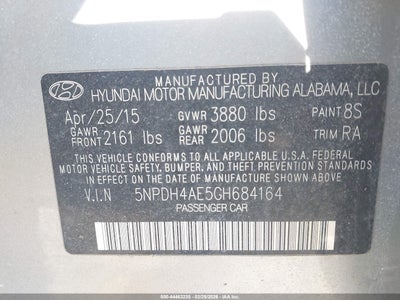 MANUFACTURED BY
HYUNDAI MOTOR MANUFACTURING ALABAMA, LLC
Apr/25/15 GVWR 3880 lbs PAINT 8S
GAWR FRONT 2161 lbs GAWR REAR 2006 lbs TRIM RA
THIS VEHICLE CONFORMS TO ALL APPLICABLE U.S. FEDERAL
MOTOR VEHICLE SAFETY, BUMPER, AND THEFT PREVENTION
STANDARDS IN EFFECT ON THE DATE OF MANUFACTURE SHOWN ABOVE.
V.I.N 5NPDH4AE5GH684164
PASSENGER CAR